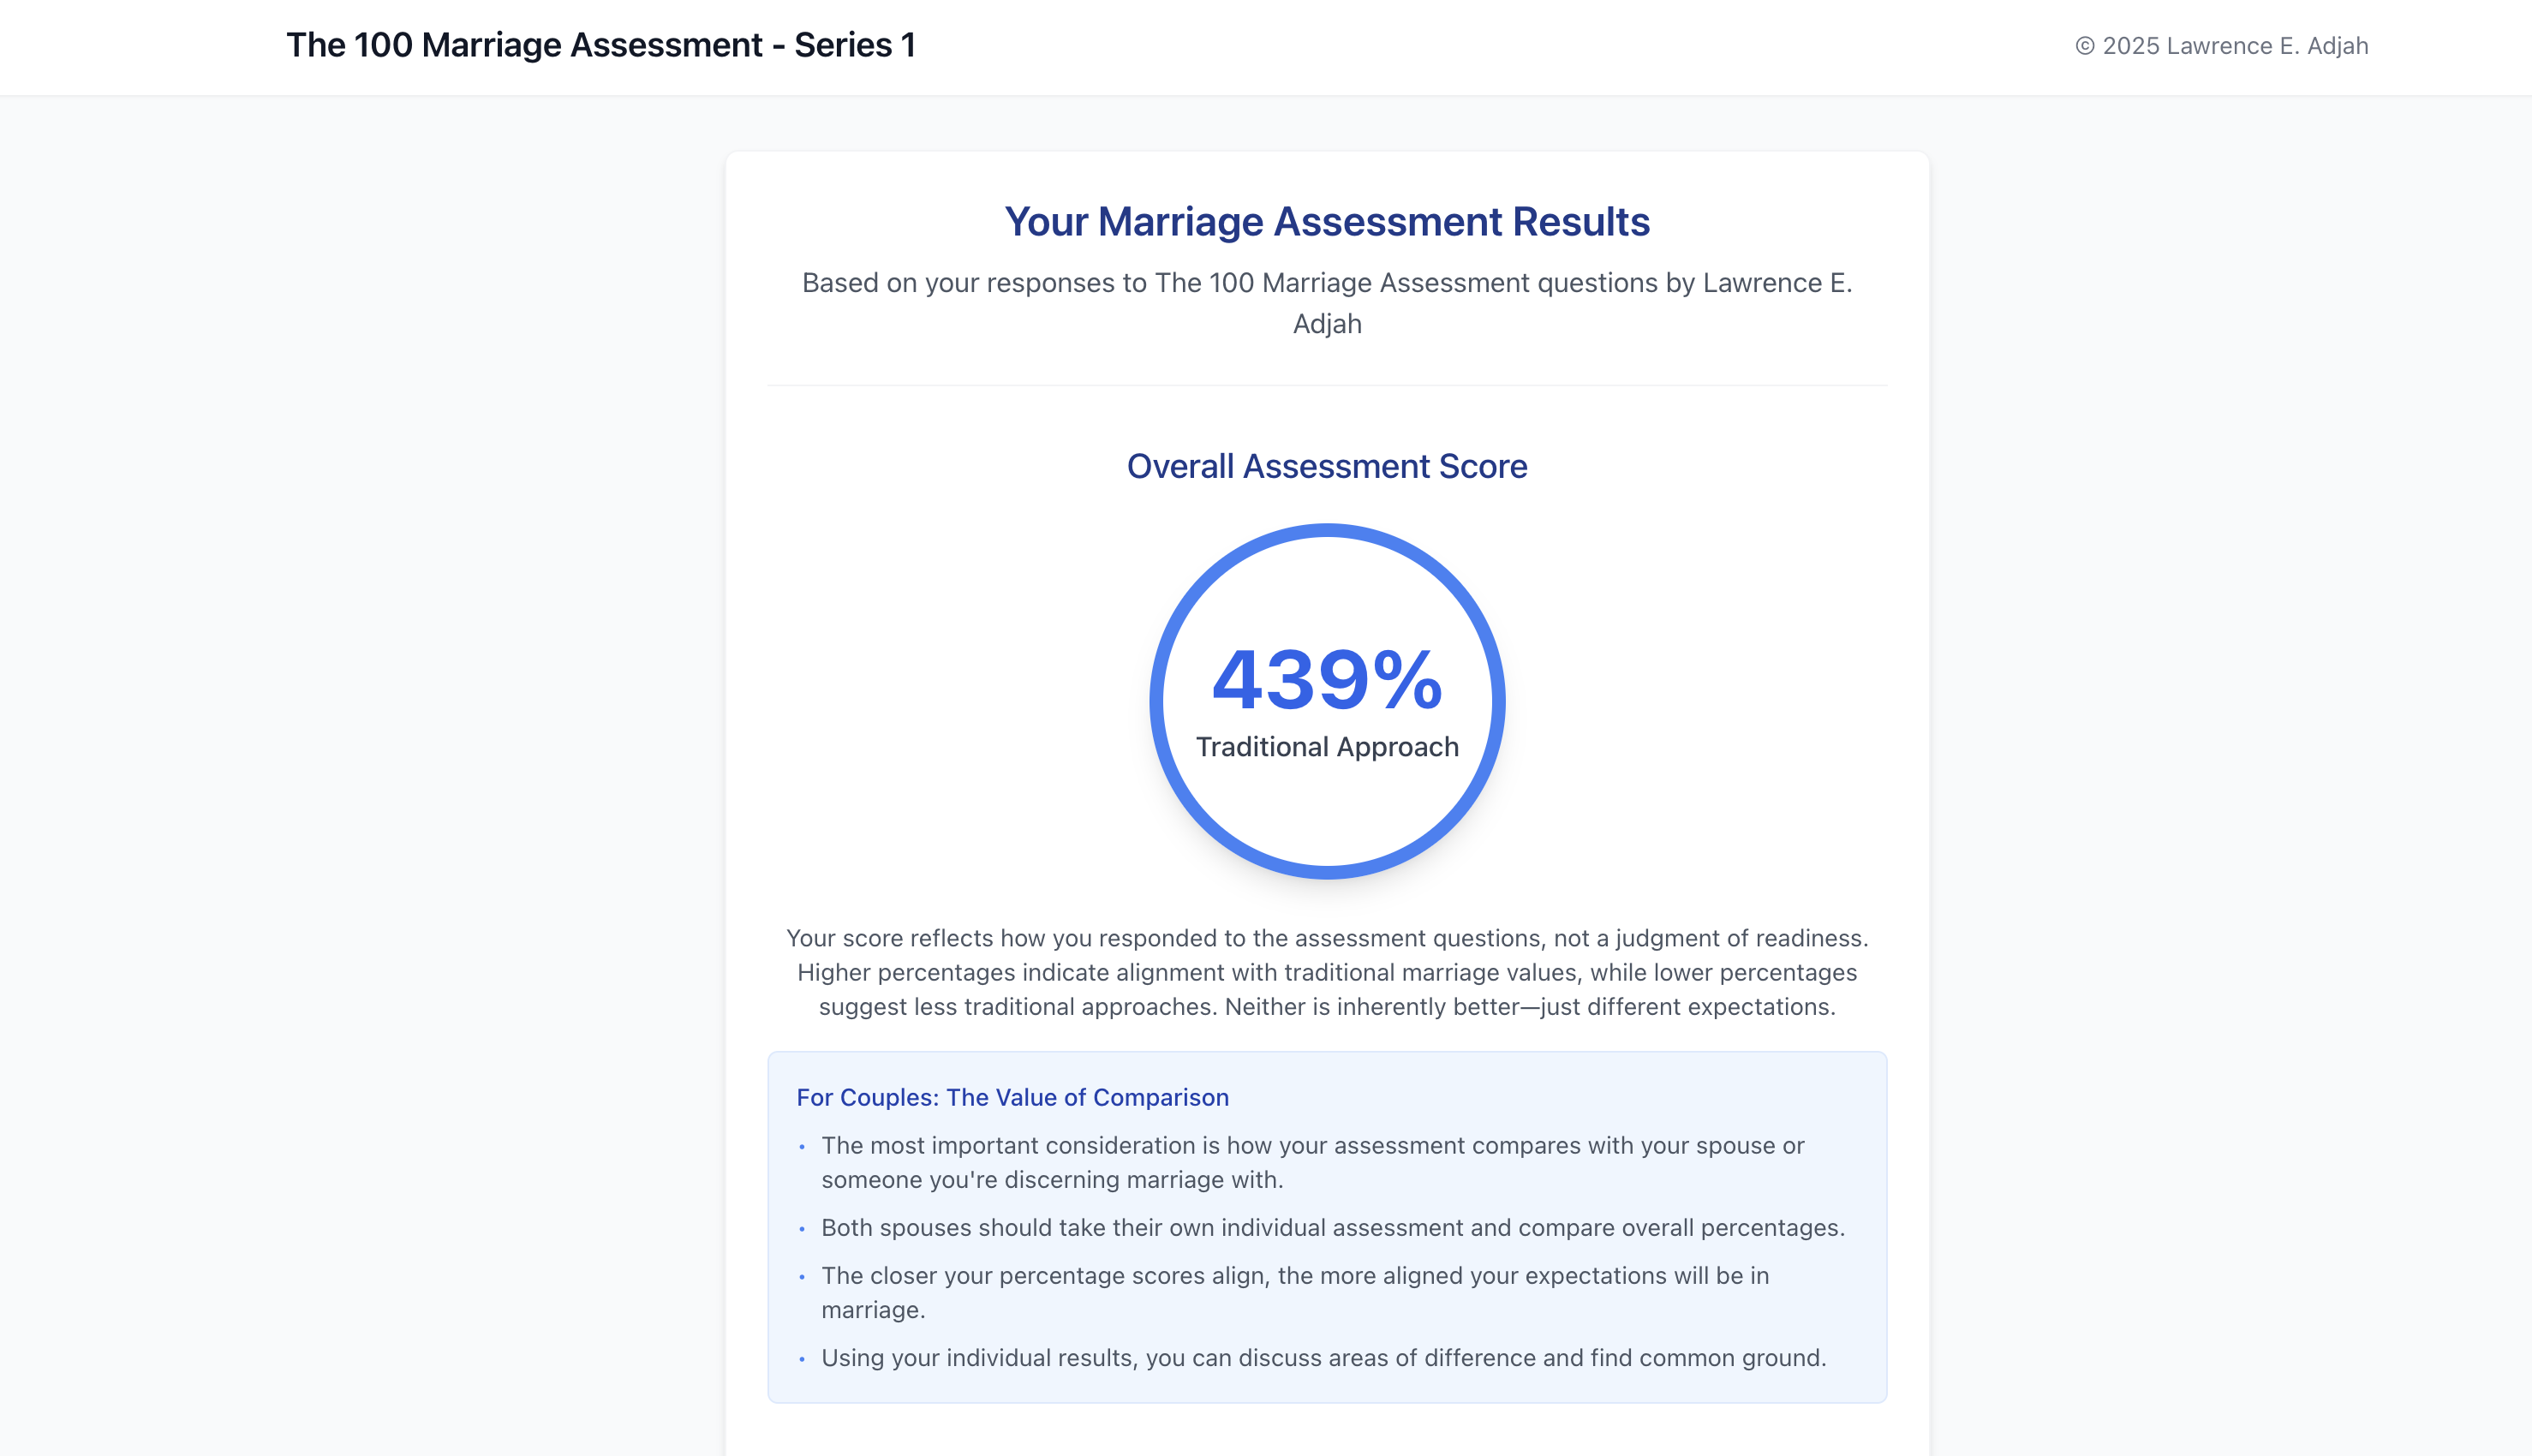 The 100 Marriage Assessment - Series 1
© 2025 Lawrence E. Adjah
Your Marriage Assessment Results
Based on your responses to The 100 Marriage Assessment questions by Lawrence E.
Adjah
Overall Assessment Score
439%
Traditional Approach
Your score reflects how you responded to the assessment questions, not a judgment of readiness.
Higher percentages indicate alignment with traditional marriage values, while lower percentages
suggest less traditional approaches. Neither is inherently better—just different expectations.
For Couples: The Value of Comparison
• The most important consideration is how your assessment compares with your spouse or
someone you're discerning marriage with.
• Both spouses should take their own individual assessment and compare overall percentages.
• The closer your percentage scores align, the more aligned your expectations will be in
marriage.
• Using your individual results, you can discuss areas of difference and find common ground.